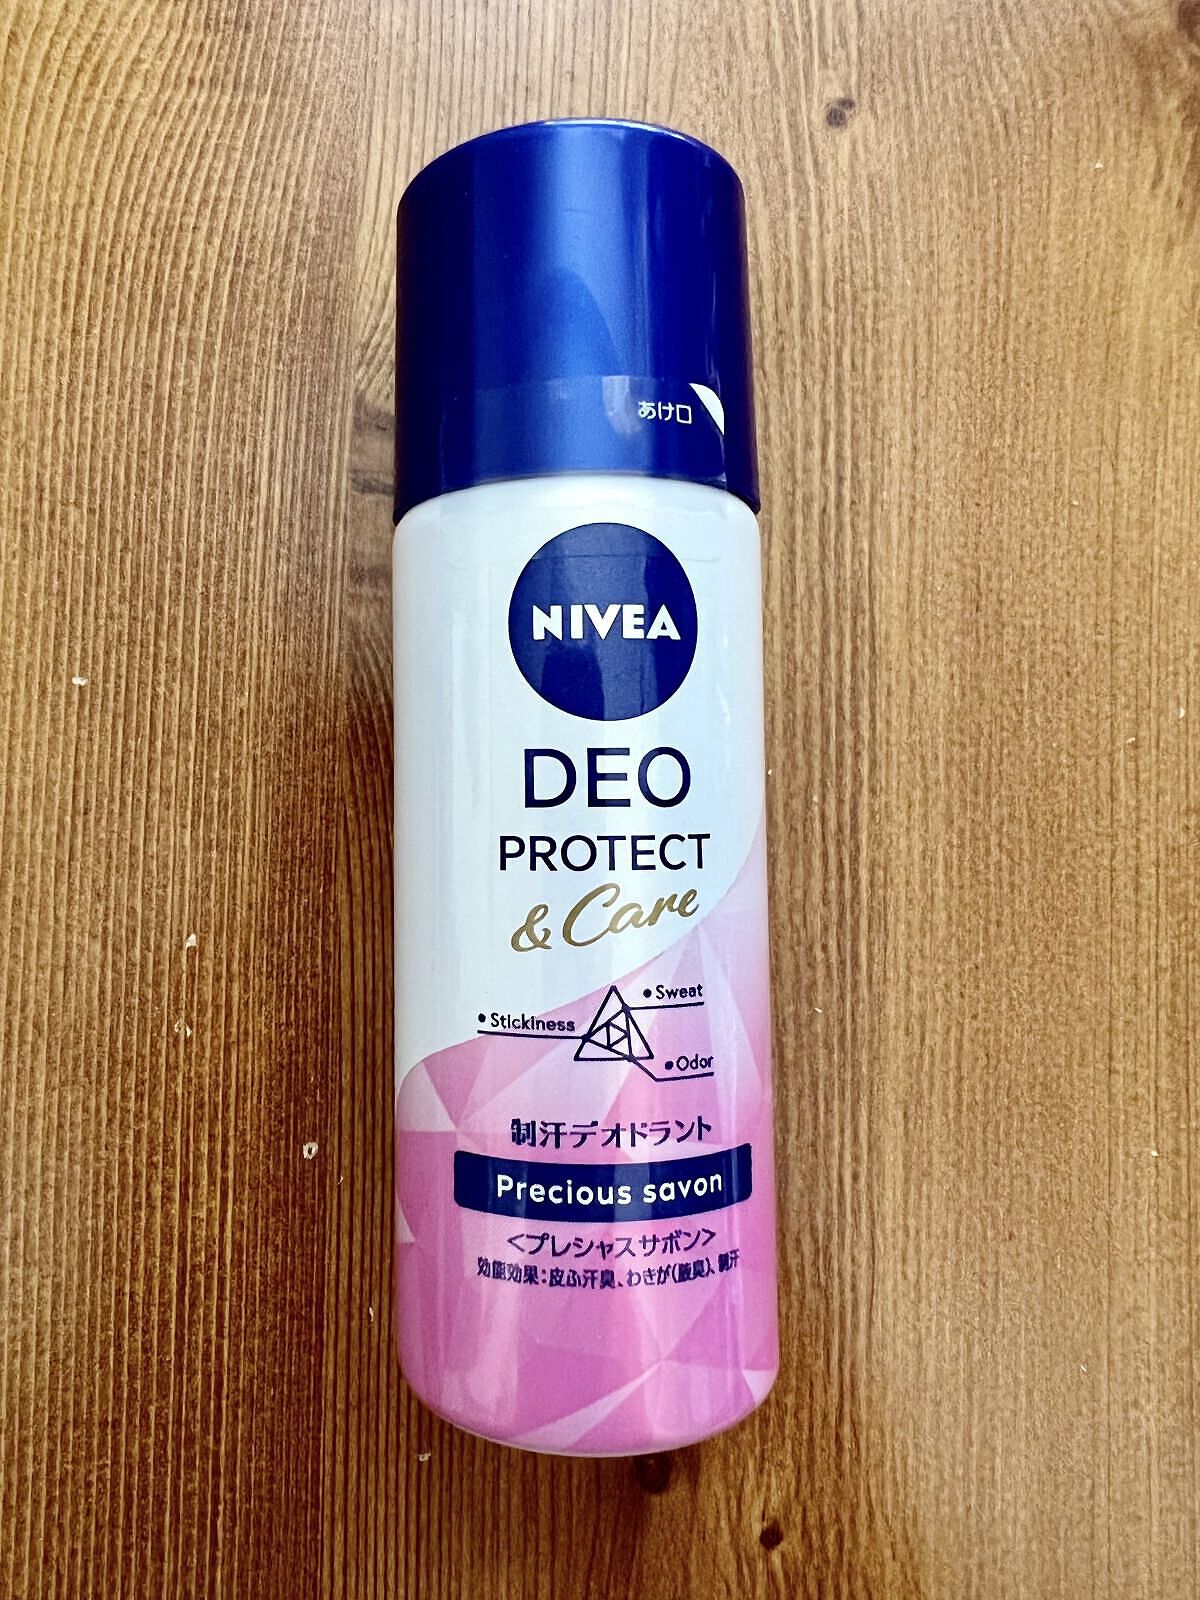 あけ口
NIVEA
DEO
PROTECT
& Care
• Sweat
• Stickiness
• Odor
制汗デオドラント
Precious savon
<プレシャスサボン>
効能効果:皮ふ汗臭、わきが(腋臭)、制汗